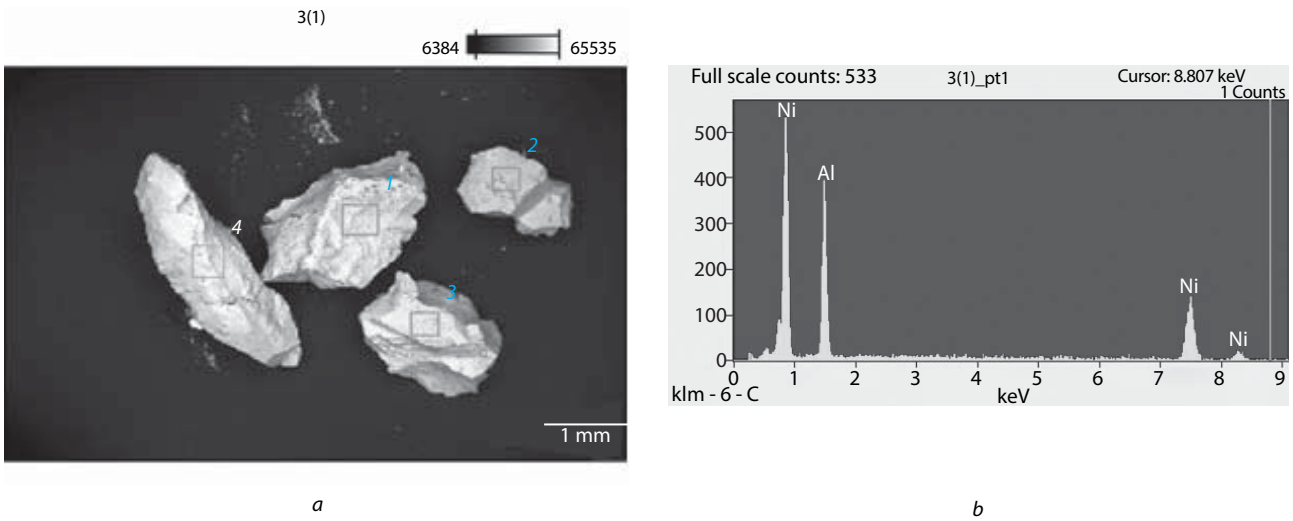 3(1)
6384 65535
1
2
3
4
1 mm
a
Full scale counts: 533 3(1)_pt1 Cursor: 8.807 keV
1 Counts
Ni
Al
Ni
Ni
500
400
300
200
100
0
0 1 2 3 4 5 6 7 8 9
klm - 6 - C keV
b